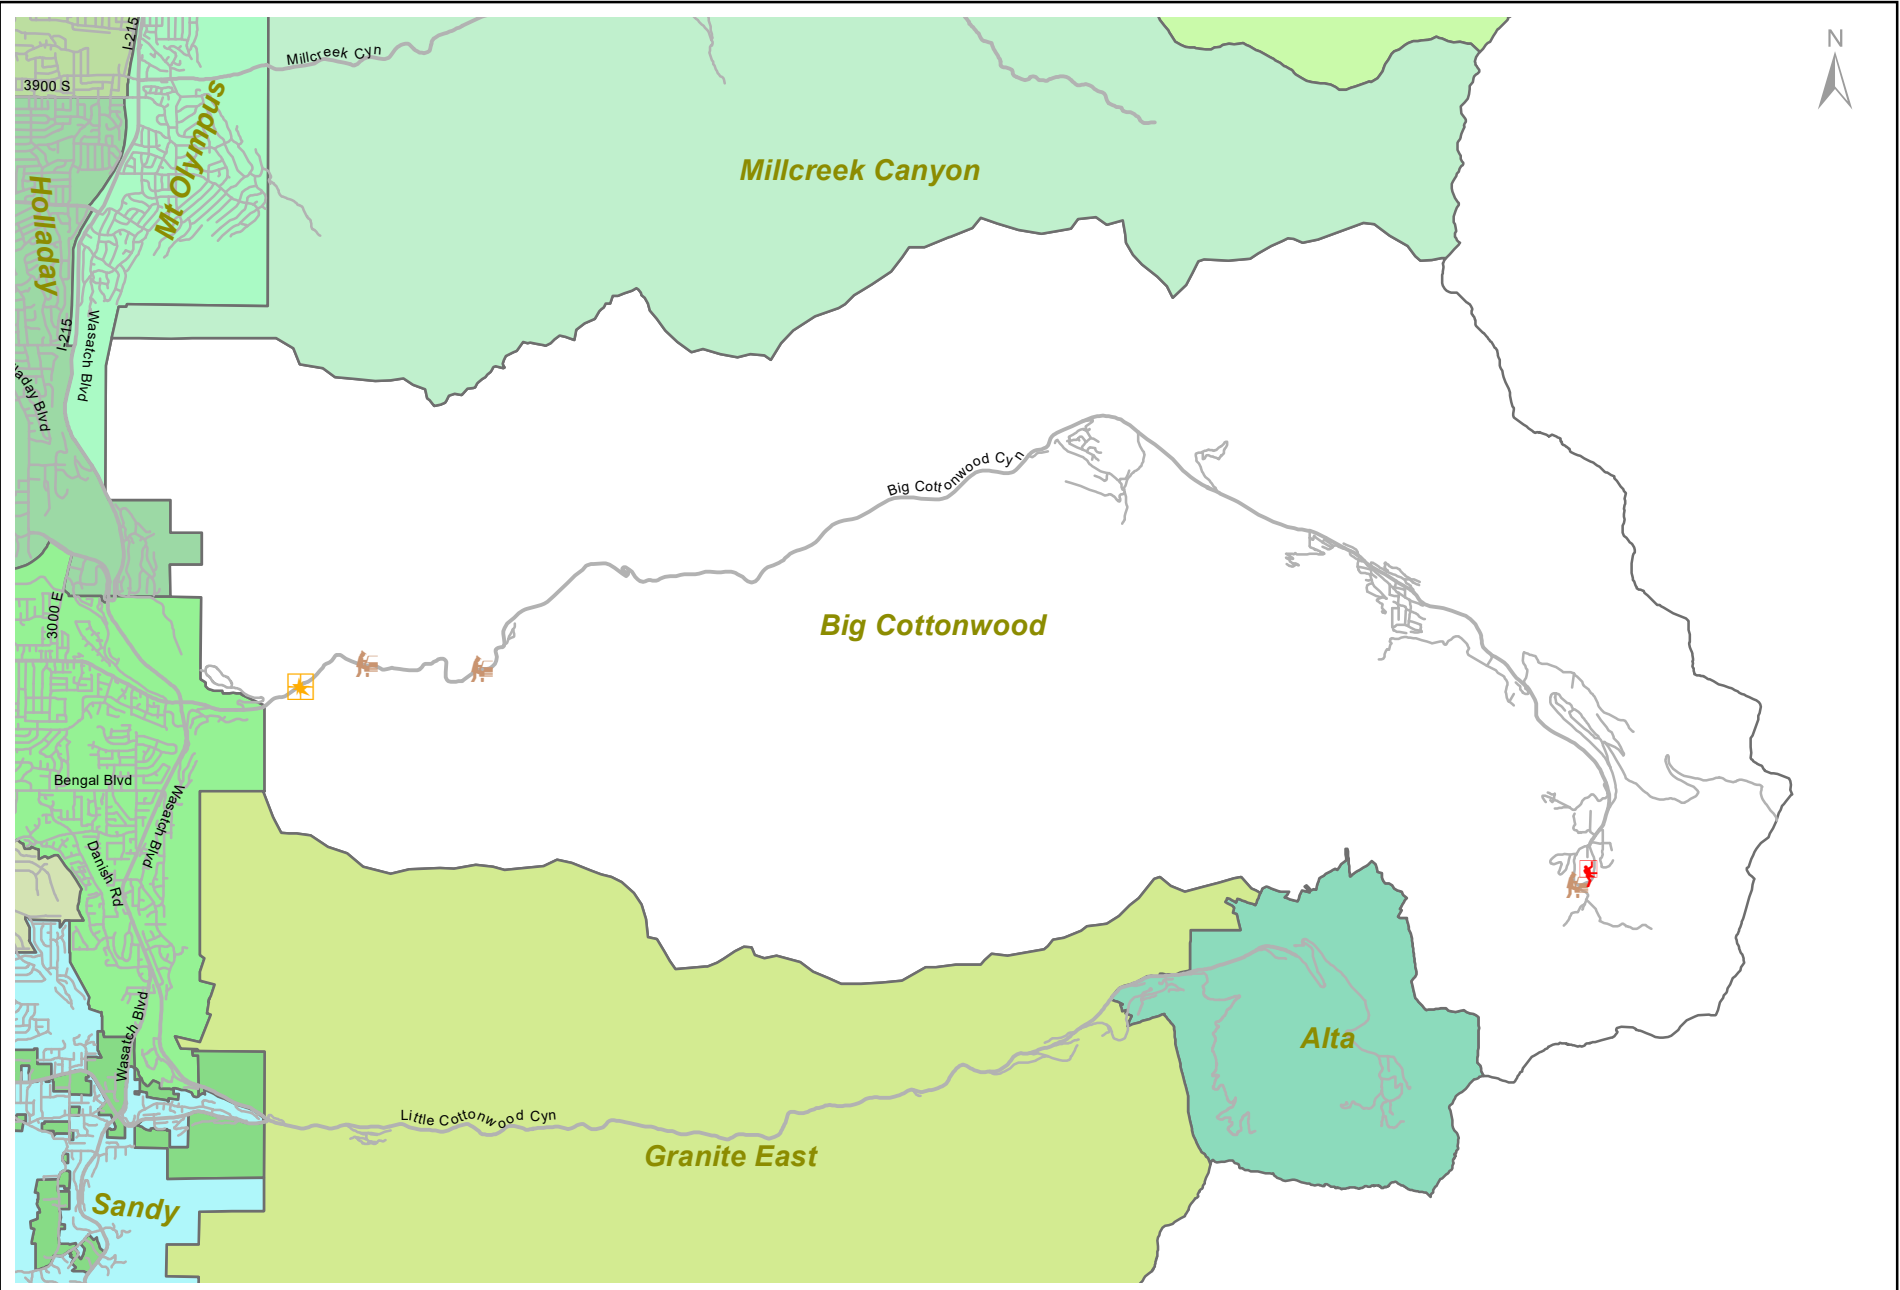 I-215
Millcreek Cyn
N
3900 S
Mt Olympus
Millcreek Canyon
Holladay
I-215
Wasatch Blvd
aday Blvd
Big Cottonwood Cyn
3000 E
Big Cottonwood
Bengal Blvd
Wasatch Blvd
Danish Rd
Wasatch Blvd
Alta
Little Cottonwood Cyn
Granite East
Sandy